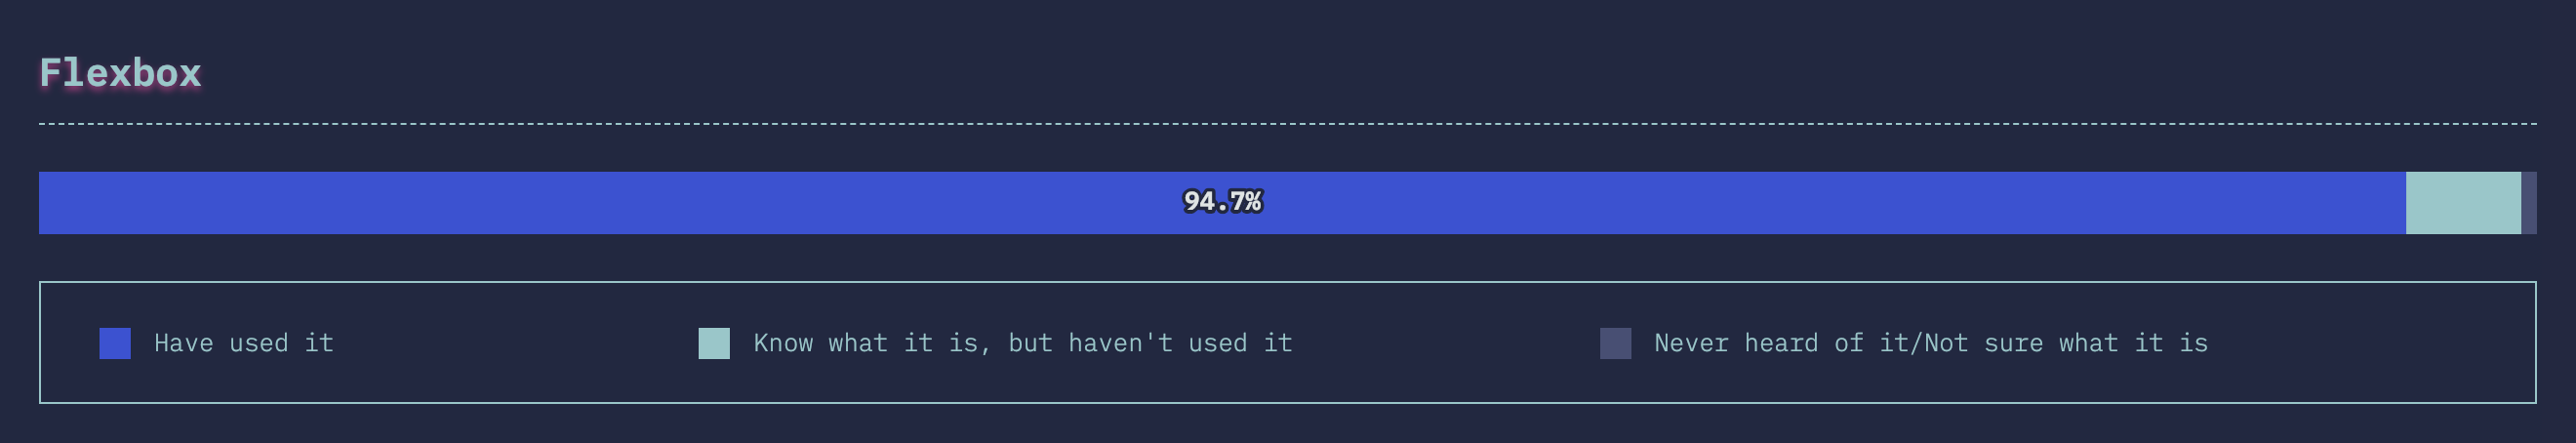 Flexbox
94.7%
Have used it
Know what it is, but haven't used it
Never heard of it/Not sure what it is